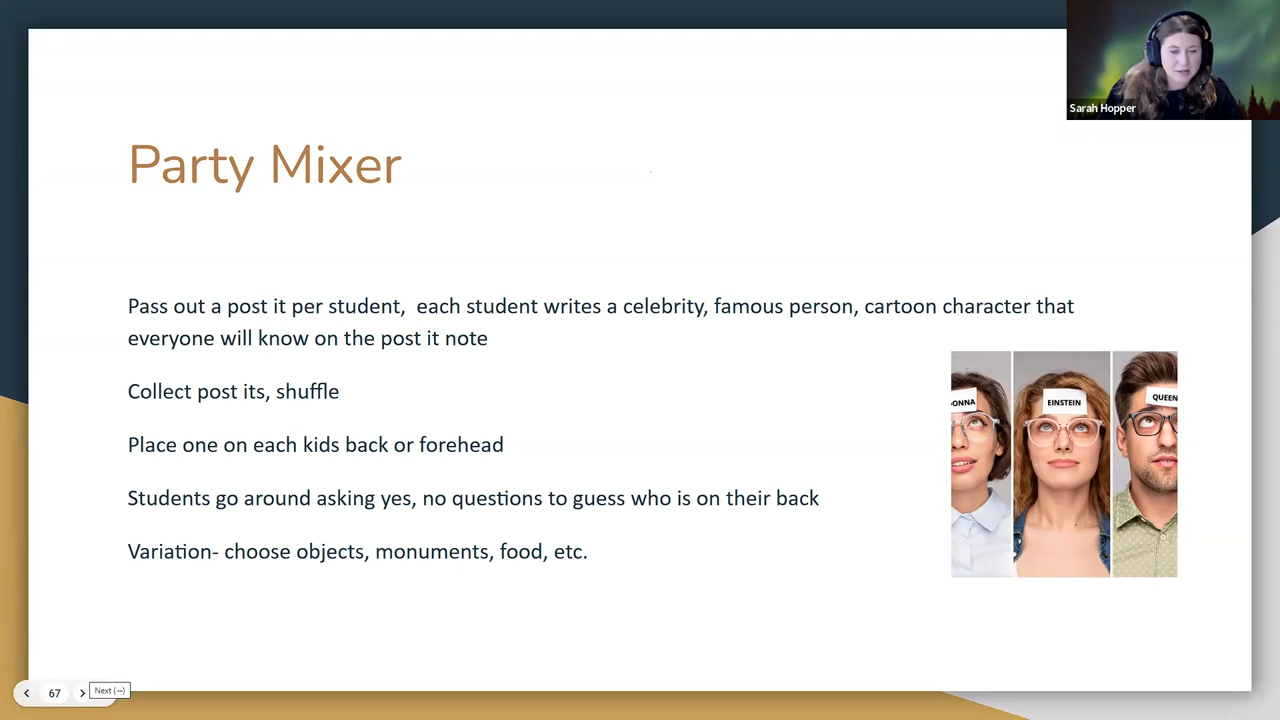 Sarah Hopper
Party Mixer
Pass out a post it per student,  each student writes a celebrity, famous person, cartoon character that
everyone will know on the post it note
Collect post its, shuffle
Place one on each kids back or forehead
Students go around asking yes, no questions to guess who is on their back
Variation- choose objects, monuments, food, etc.
ONNA
EINSTEIN
QUEEN
67
Next (→)